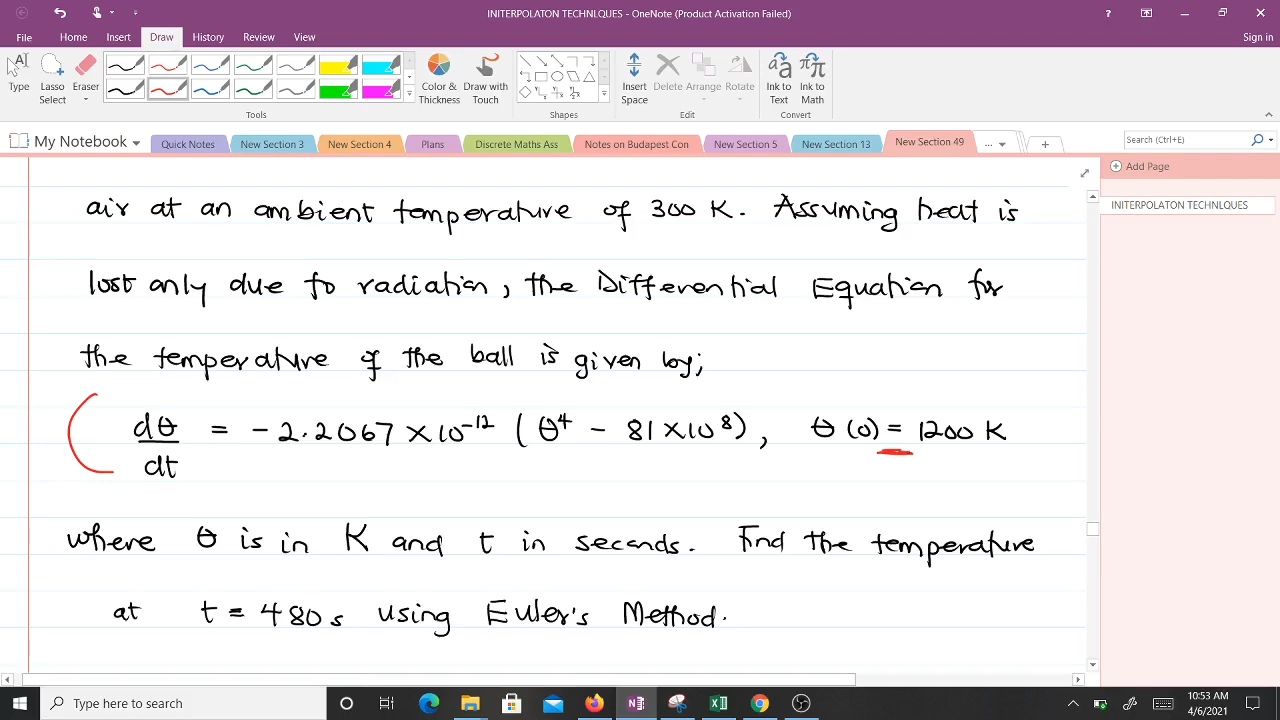 INITERPOLATON TECHNLQUES - OneNote (Product Activation Failed)
?
File Home Insert Draw History Review View
Sign in
Type Lasso Select Eraser Color & Thickness Draw with Touch Insert Space Delete Arrange Rotate Ink to Text Ink to Math
Tools Shapes Edit Convert
My Notebook Quick Notes New Section 3 New Section 4 Plans Discrete Maths Ass Notes on Budapest Con New Section 5 New Section 13 New Section 49 ... + Search (Ctrl+E)
Add Page
INITERPOLATON TECHNLQUES
air at an ambient temperature of 300 K. Assuming heat is
lost only due to radiation, the Differential Equation for
the temperature of the ball is given by;
dθ/dt = -2.2067 × 10⁻¹² (θ⁴ - 81 × 10⁸), θ(0) = 1200 K
where θ is in K and t in seconds. Find the temperature
at t = 480 s using Euler's Method.
Type here to search
10:53 AM
4/6/2021